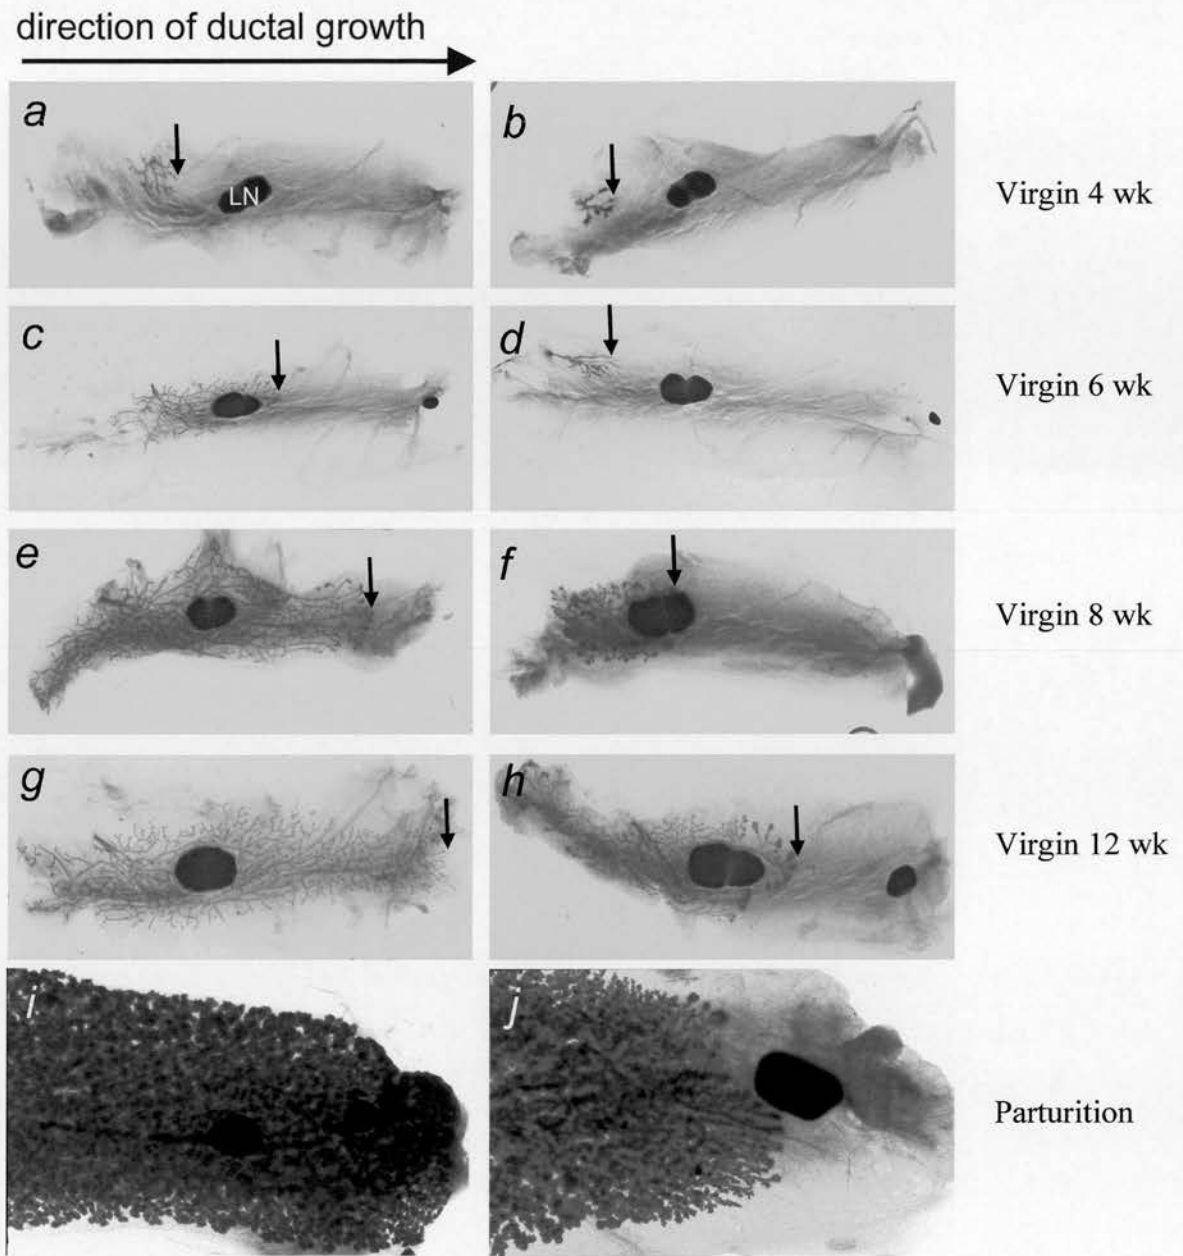 direction of ductal growth
a
LN
b
Virgin 4 wk
c
d
Virgin 6 wk
e
f
Virgin 8 wk
g
h
Virgin 12 wk
i
j
Parturition